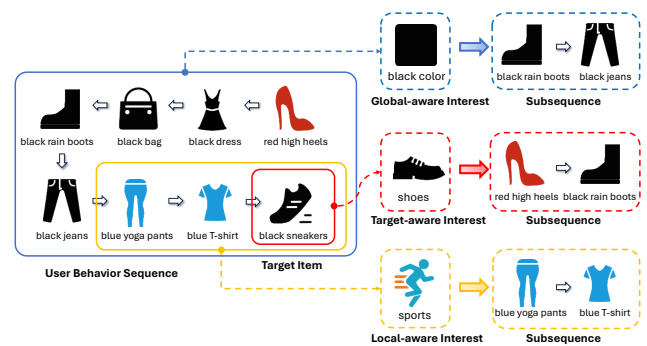 black color
black rain boots
black jeans
Global-aware Interest
Subsequence
black rain boots
black bag
black dress
red high heels
shoes
red high heels
black rain boots
black jeans
blue yoga pants
blue T-shirt
black sneakers
Target-aware Interest
Subsequence
User Behavior Sequence
Target Item
sports
blue yoga pants
blue T-shirt
Local-aware Interest
Subsequence